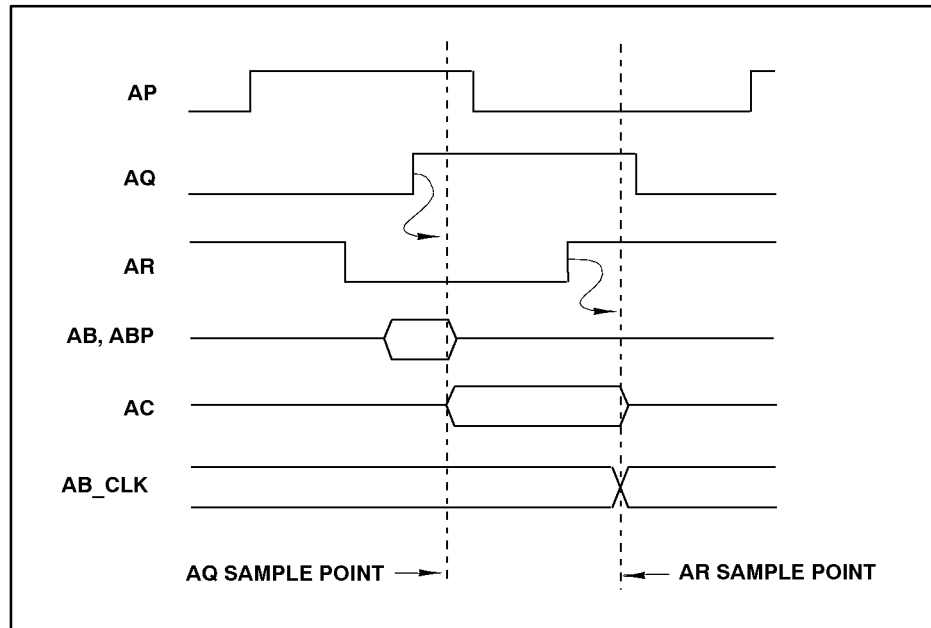 AP
AQ
AR
AB, ABP
AC
AB_CLK
AQ SAMPLE POINT
AR SAMPLE POINT